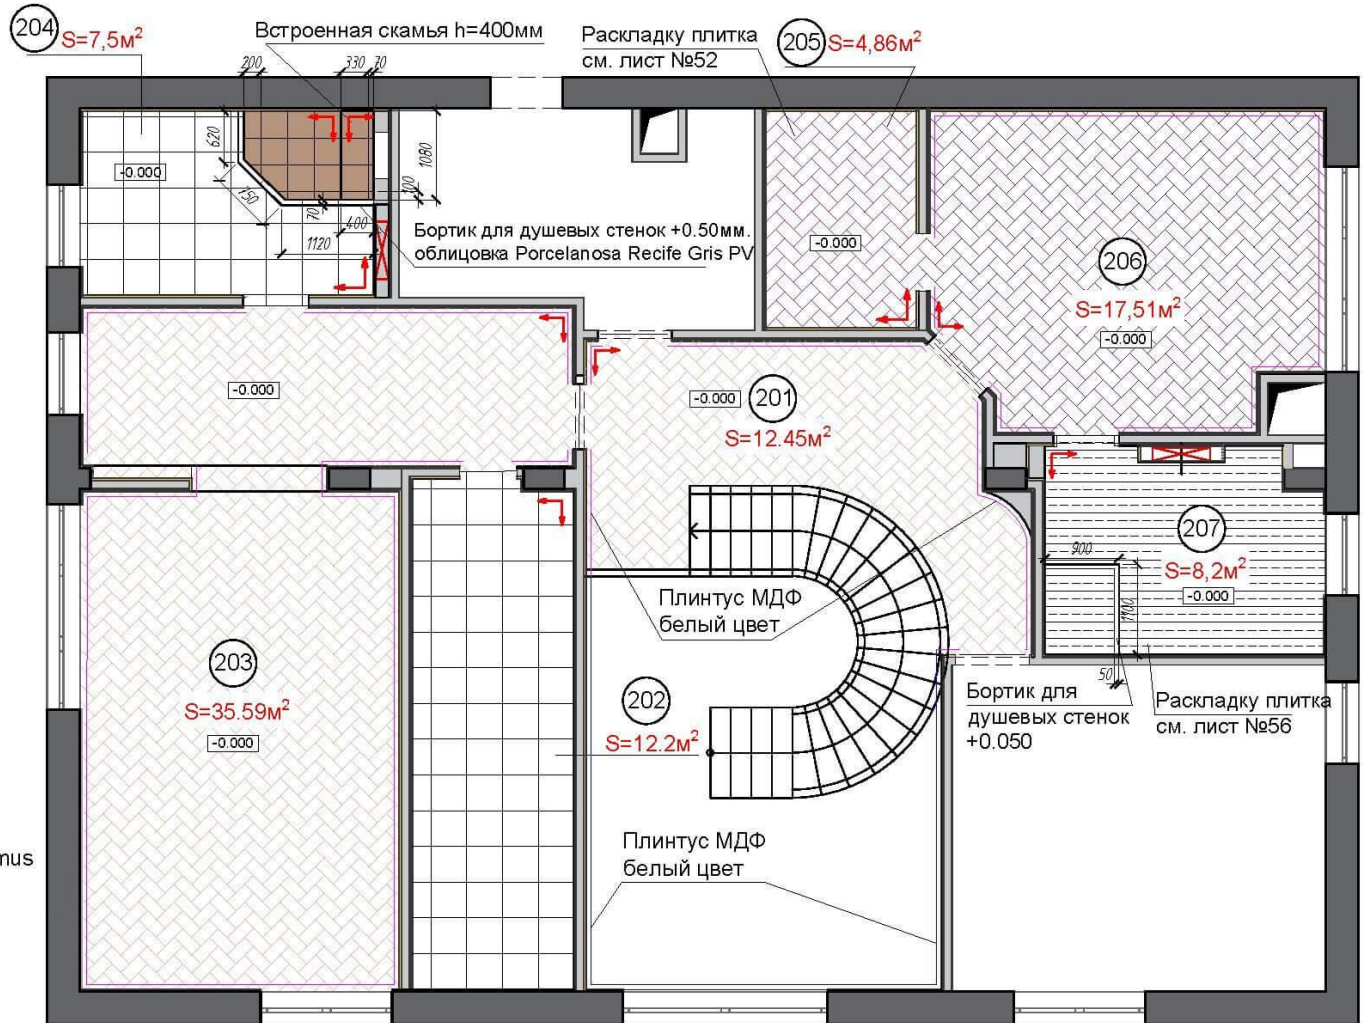 204
S=7,5м²
Встроенная скамья h=400мм
Раскладку плитка
см. лист №52
205
S=4,86м²
200
330
70
620
1080
-0.000
100
750
70
400
1120
Бортик для душевых стенок +0.50мм.
облицовка Porcelanosa Recife Gris PV
-0.000
206
S=17,51м²
-0.000
-0.000
-0.000
201
S=12.45м²
207
900
S=8,2м²
-0.000
1100
Плинтус МДФ
белый цвет
203
S=35.59м²
-0.000
202
S=12.2м²
50
Бортик для
душевых стенок
+0.050
Раскладку плитка
см. лист №56
Плинтус МДФ
белый цвет
mus